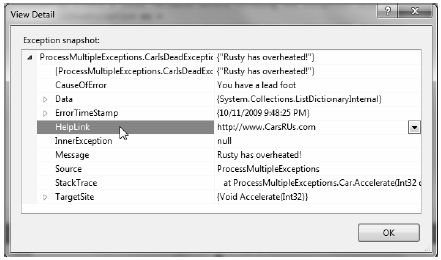 View Detail
Exception snapshot:
ProcessMultipleExceptions.CarIsDeadExceptic {"Rusty has overheated!"}
[ProcessMultipleExceptions.CarIsDeadExc {"Rusty has overheated!"}
CauseOfError You have a lead foot
Data {System.Collections.ListDictionaryInternal}
ErrorTimeStamp {10/11/2009 9:48:25 PM}
HelpLink http://www.CarsRUs.com
InnerException null
Message Rusty has overheated!
Source ProcessMultipleExceptions
StackTrace at ProcessMultipleExceptions.Car.Accelerate(Int32 c
TargetSite {Void Accelerate(Int32)}
OK